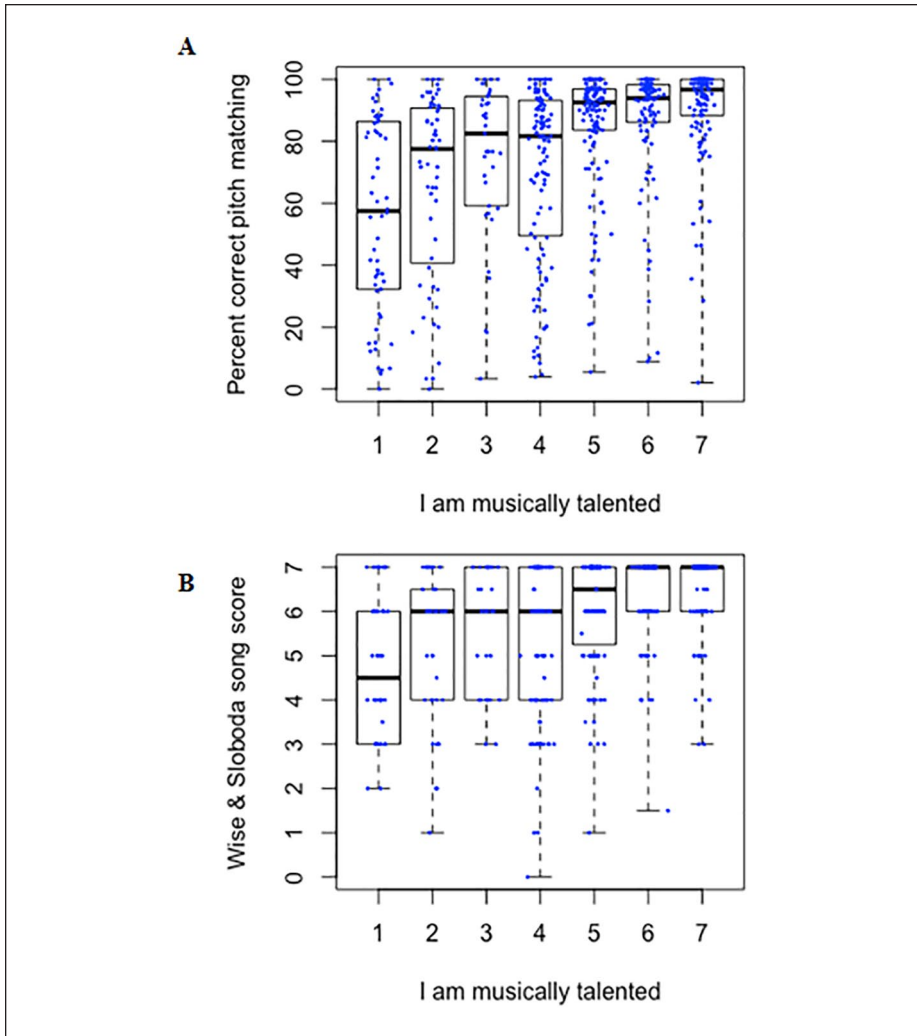 A
Percent correct pitch matching
100
80
60
40
20
0
1 2 3 4 5 6 7
I am musically talented
B
Wise & Sloboda song score
7
6
5
4
3
2
1
0
1 2 3 4 5 6 7
I am musically talented